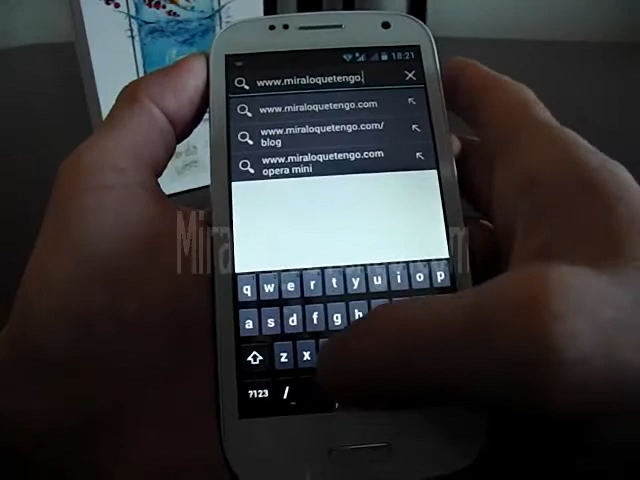 18:21
www.miraloquetengo.
www.miraloquetengo.com
www.miraloquetengo.com/
blog
www.miraloquetengo.com
opera mini
q w e r t y u i o p
a s d f g h
z x
?123 /